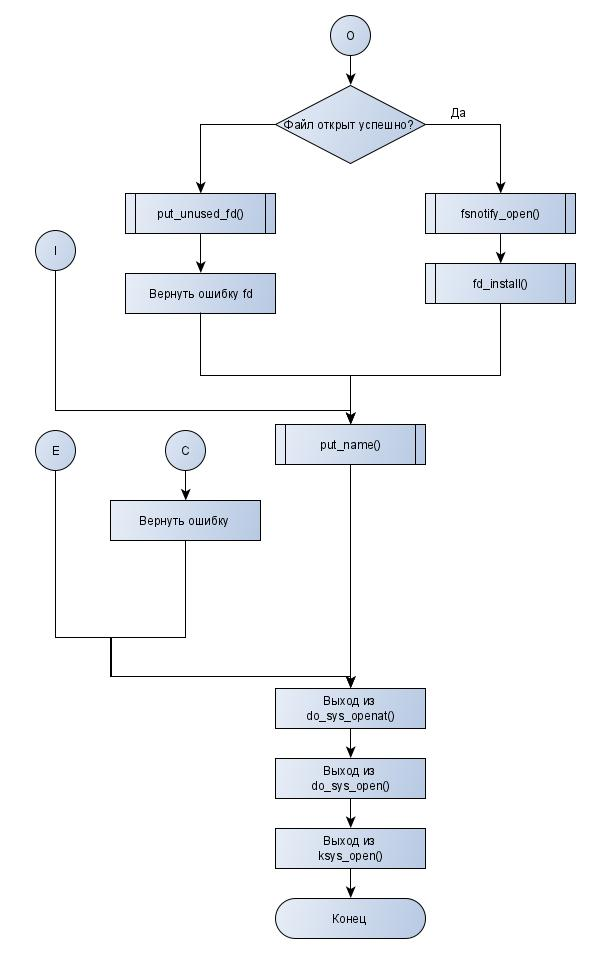 O
Файл открыт успешно?
Да
put_unused_fd()
fsnotify_open()
I
Вернуть ошибку fd
fd_install()
put_name()
E
C
Вернуть ошибку
Выход из
do_sys_openat()
Выход из
do_sys_open()
Выход из
ksys_open()
Конец